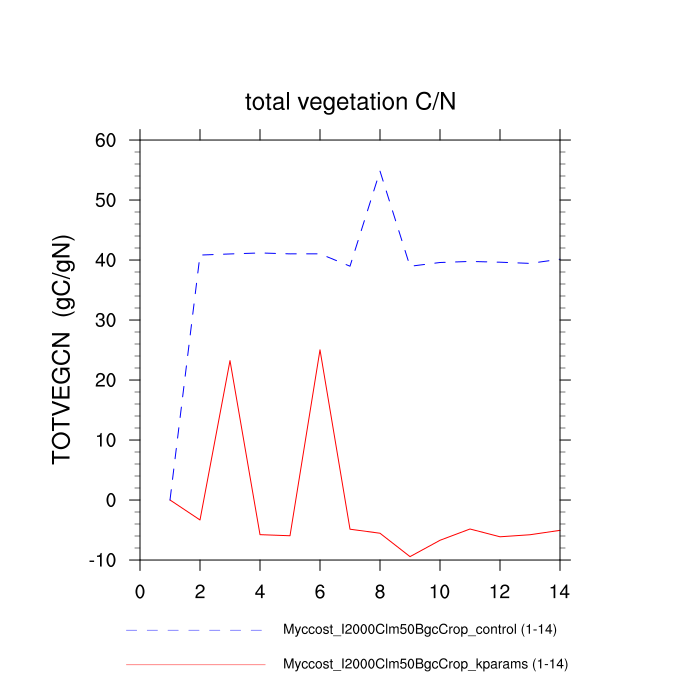 total vegetation C/N
TOTVEGCN (gC/gN)
60
50
40
30
20
10
0
-10
0 2 4 6 8 10 12 14
Myccost_I2000Clm50BgcCrop_control (1-14)
Myccost_I2000Clm50BgcCrop_kparams (1-14)